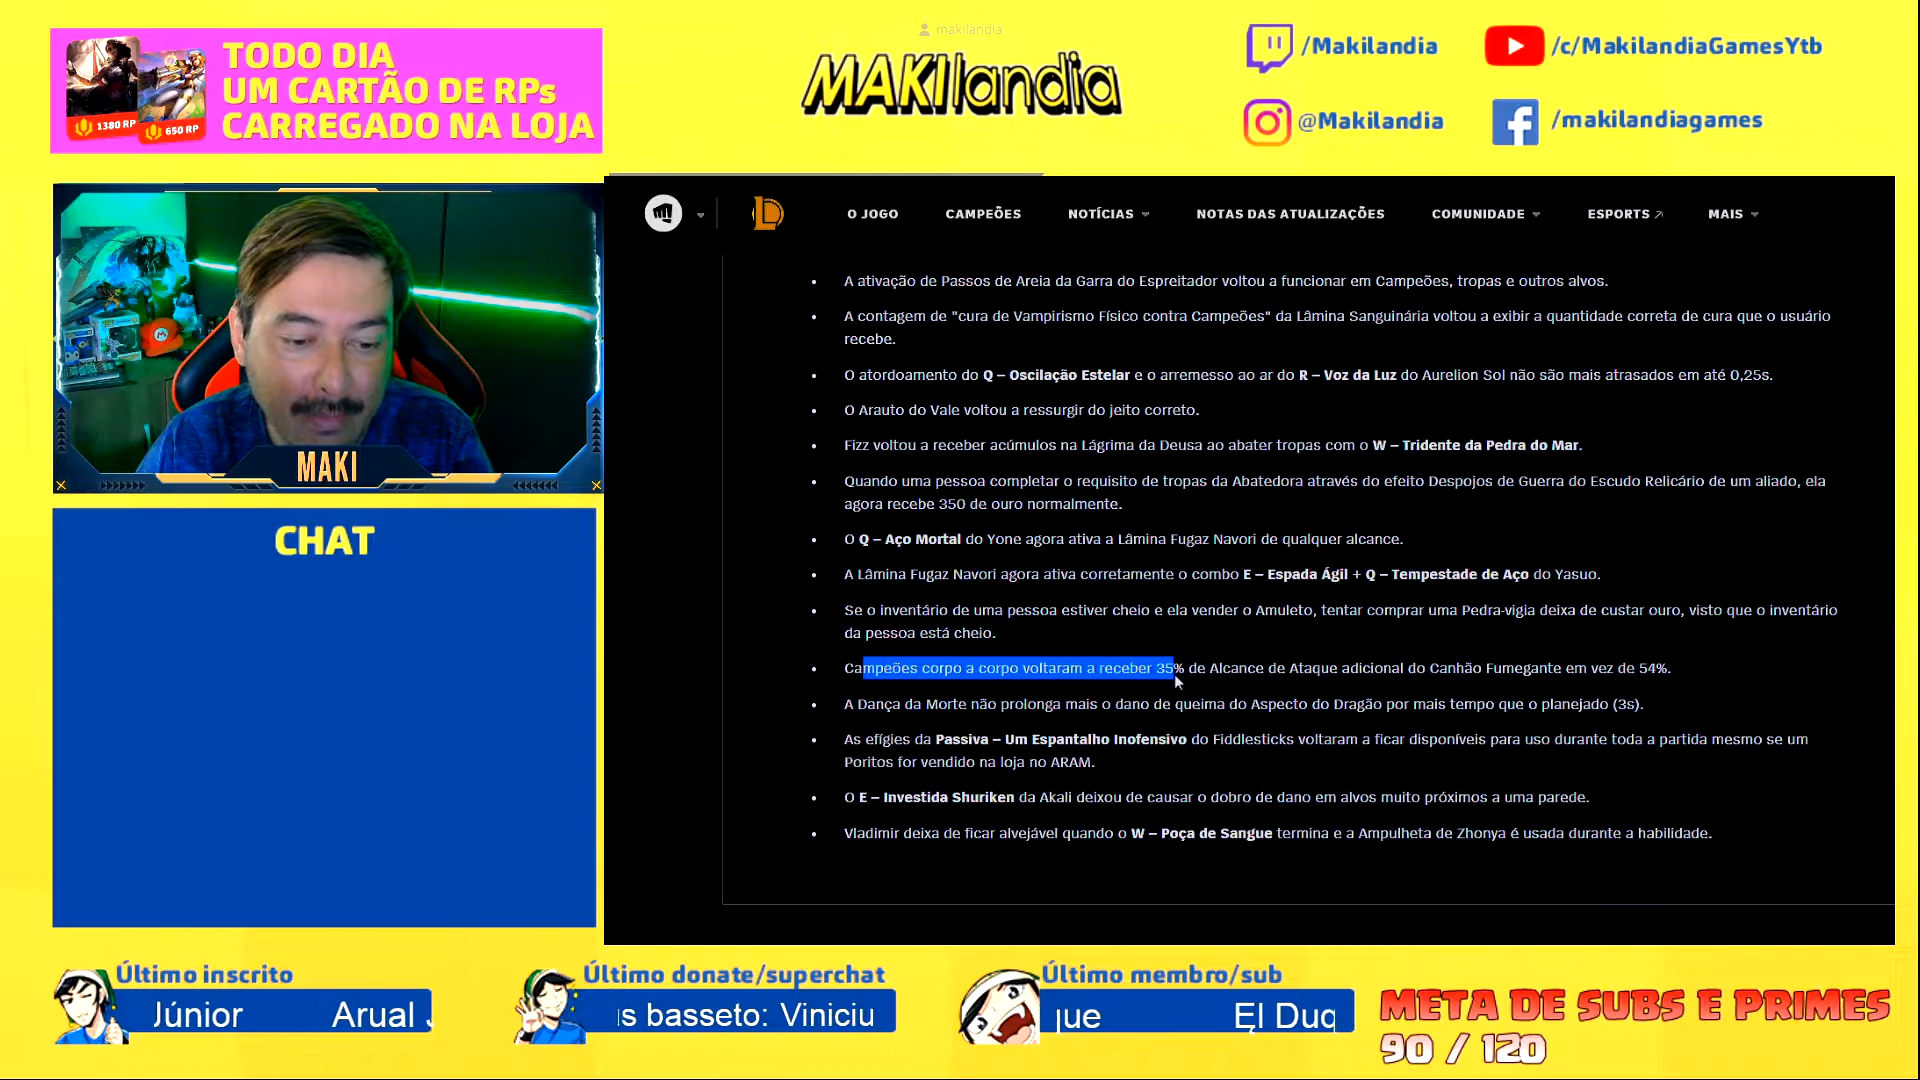 makilandia
TODO DIA
UM CARTÃO DE RPs
CARREGADO NA LOJA
1380 RP
650 RP
MAKIlandia
/Makilandia
/c/MakilandiaGamesYtb
@Makilandia
/makilandiagames
MAKI
CHAT
O JOGO CAMPEÕES NOTÍCIAS NOTAS DAS ATUALIZAÇÕES COMUNIDADE ESPORTS MAIS
A ativação de Passos de Areia da Garra do Espreitador voltou a funcionar em Campeões, tropas e outros alvos.
A contagem de "cura de Vampirismo Físico contra Campeões" da Lâmina Sanguinária voltou a exibir a quantidade correta de cura que o usuário
recebe.
O atordoamento do Q – Oscilação Estelar e o arremesso ao ar do R – Voz da Luz do Aurelion Sol não são mais atrasados em até 0,25s.
O Arauto do Vale voltou a ressurgir do jeito correto.
Fizz voltou a receber acúmulos na Lágrima da Deusa ao abater tropas com o W – Tridente da Pedra do Mar.
Quando uma pessoa completar o requisito de tropas da Abatedora através do efeito Despojos de Guerra do Escudo Relicário de um aliado, ela
agora recebe 350 de ouro normalmente.
O Q – Aço Mortal do Yone agora ativa a Lâmina Fugaz Navori de qualquer alcance.
A Lâmina Fugaz Navori agora ativa corretamente o combo E – Espada Ágil + Q – Tempestade de Aço do Yasuo.
Se o inventário de uma pessoa estiver cheio e ela vender o Amuleto, tentar comprar uma Pedra-vigia deixa de custar ouro, visto que o inventário
da pessoa está cheio.
Campeões corpo a corpo voltaram a receber 35% de Alcance de Ataque adicional do Canhão Fumegante em vez de 54%.
A Dança da Morte não prolonga mais o dano de queima do Aspecto do Dragão por mais tempo que o planejado (3s).
As efígies da Passiva – Um Espantalho Inofensivo do Fiddlesticks voltaram a ficar disponíveis para uso durante toda a partida mesmo se um
Poritos for vendido na loja no ARAM.
O E – Investida Shuriken da Akali deixou de causar o dobro de dano em alvos muito próximos a uma parede.
Vladimir deixa de ficar alvejável quando o W – Poça de Sangue termina e a Ampulheta de Zhonya é usada durante a habilidade.
Último inscrito
Júnior Arual
Último donate/superchat
s basseto: Viniciu
Último membro/sub
que El Duq
META DE SUBS E PRIMES
90 / 120